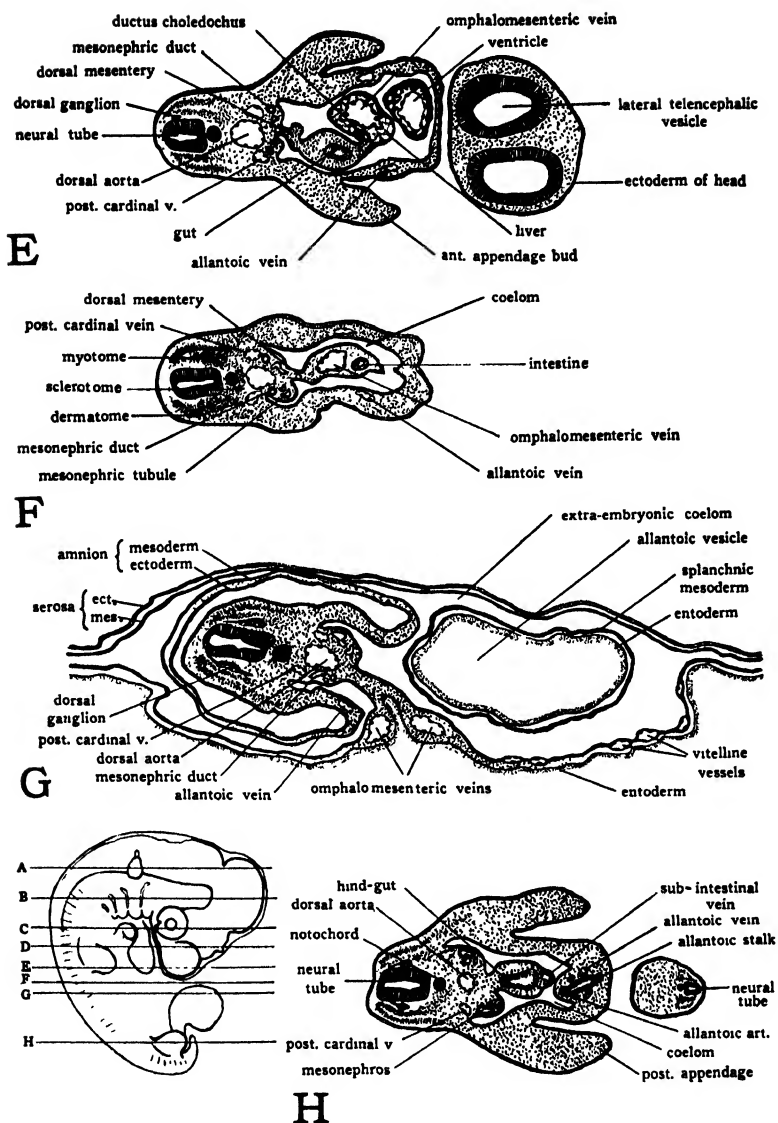 ductus choledochus
mesonephric duct
dorsal mesentery
dorsal ganglion
neural tube
dorsal aorta
post. cardinal v.
gut
allantoic vein
omphalomesenteric vein
ventricle
lateral telencephalic
vesicle
ectoderm of head
liver
ant. appendage bud
E
dorsal mesentery
post. cardinal vein
myotome
sclerotome
dermatome
mesonephric duct
mesonephric tubule
coelom
intestine
omphalomesenteric vein
allantoic vein
F
amnion { mesoderm
ectoderm
serosa { ect.
mes.
extra-embryonic coelom
allantoic vesicle
splanchnic
mesoderm
entoderm
dorsal
ganglion
post. cardinal v.
dorsal aorta
mesonephric duct
allantoic vein
omphalomesenteric veins
vitelline
vessels
entoderm
G
A
B
C
D
E
F
G
H
hind-gut
dorsal aorta
notochord
neural
tube
post. cardinal v
mesonephros
sub-intestinal
vein
allantoic vein
allantoic stalk
neural
tube
allantoic art.
coelom
post. appendage
H